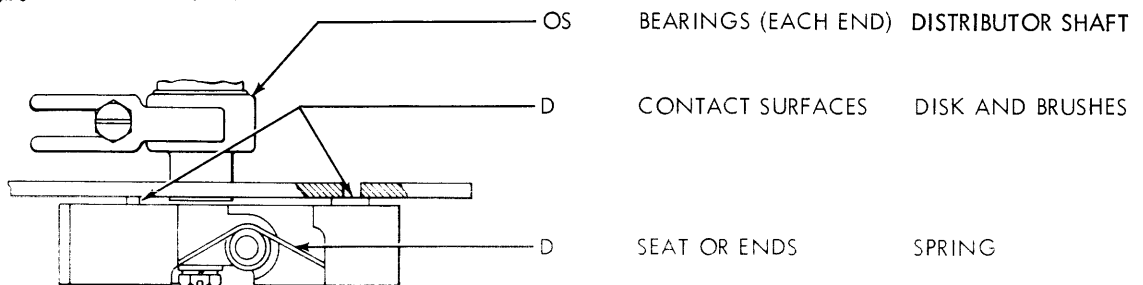 OS BEARINGS (EACH END) DISTRIBUTOR SHAFT
D CONTACT SURFACES DISK AND BRUSHES
D SEAT OR ENDS SPRING